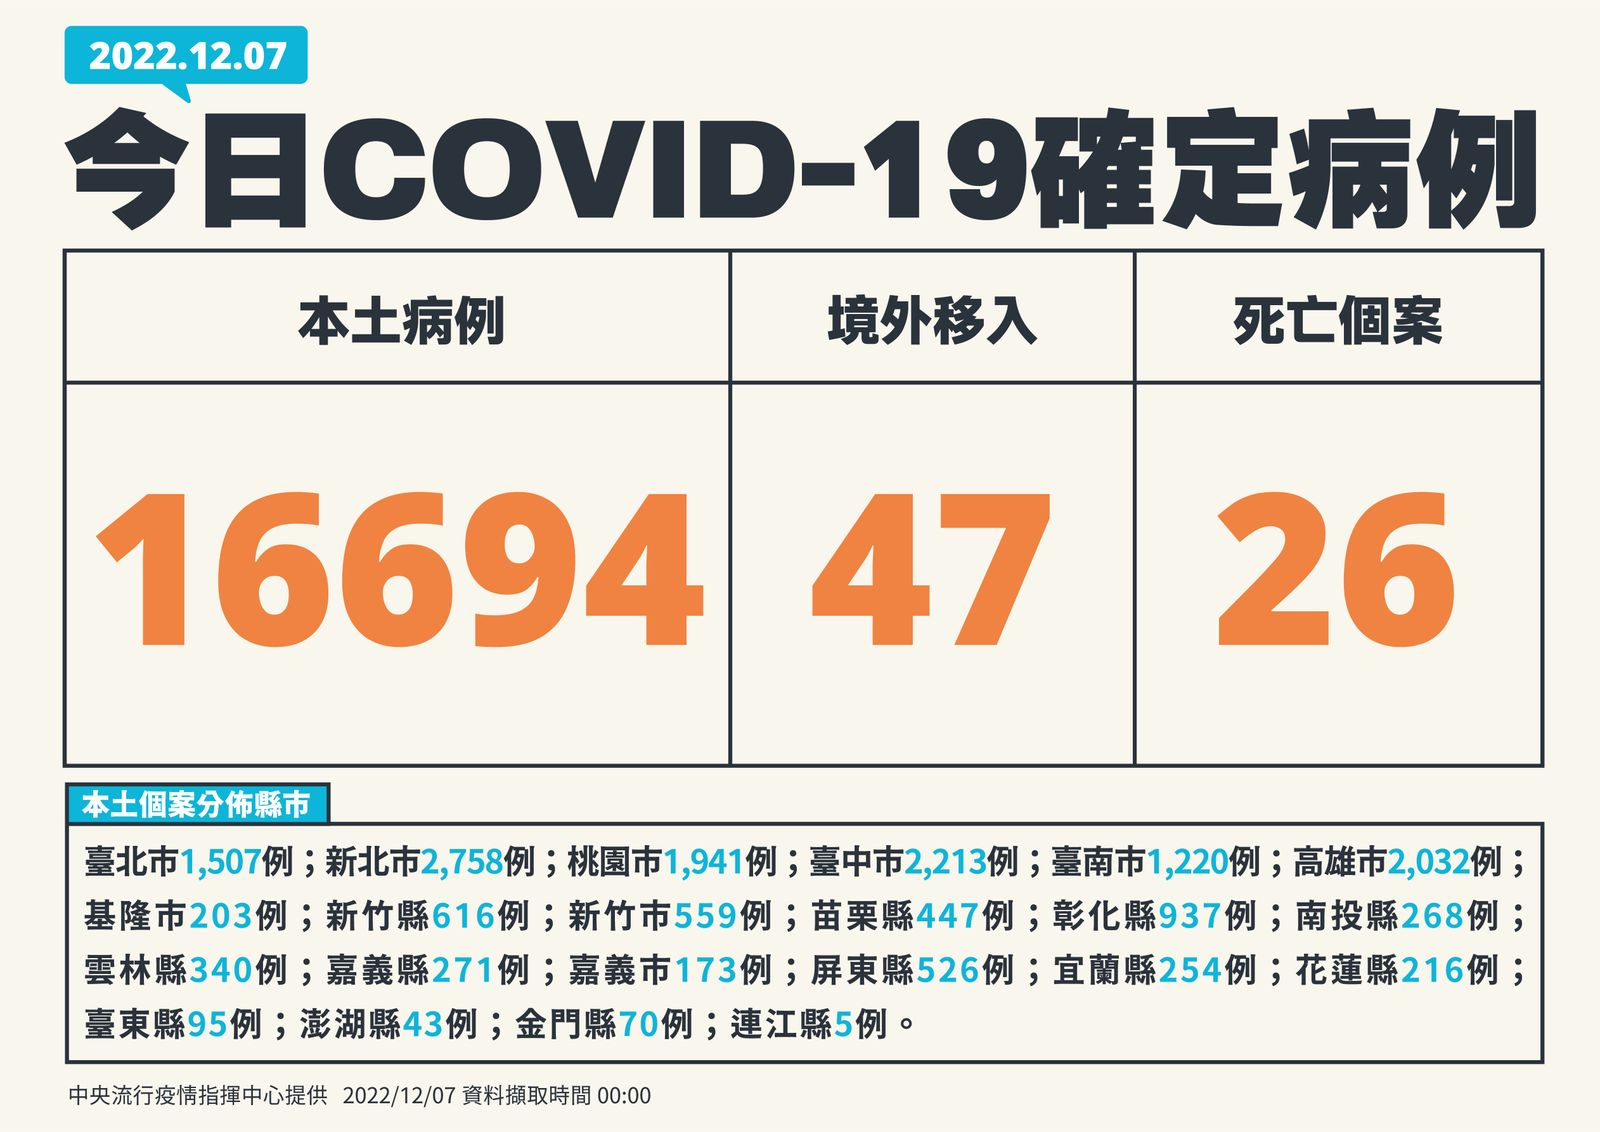 2022.12.07
今日COVID-19確定病例
本土病例 境外移入 死亡個案
16694 47 26
本土個案分佈縣市
臺北市1,507例；新北市2,758例；桃園市1,941例；臺中市2,213例；臺南市1,220例；高雄市2,032例；
基隆市203例；新竹縣616例；新竹市559例；苗栗縣447例；彰化縣937例；南投縣268例；
雲林縣340例；嘉義縣271例；嘉義市173例；屏東縣526例；宜蘭縣254例；花蓮縣216例；
臺東縣95例；澎湖縣43例；金門縣70例；連江縣5例。
中央流行疫情指揮中心提供 2022/12/07 資料擷取時間 00:00